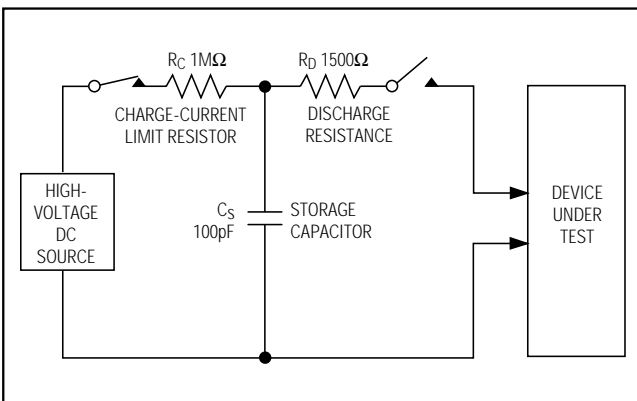 R_C 1MΩ
CHARGE-CURRENT
LIMIT RESISTOR
R_D 1500Ω
DISCHARGE
RESISTANCE
HIGH-
VOLTAGE
DC
SOURCE
C_S
100pF
STORAGE
CAPACITOR
DEVICE
UNDER
TEST